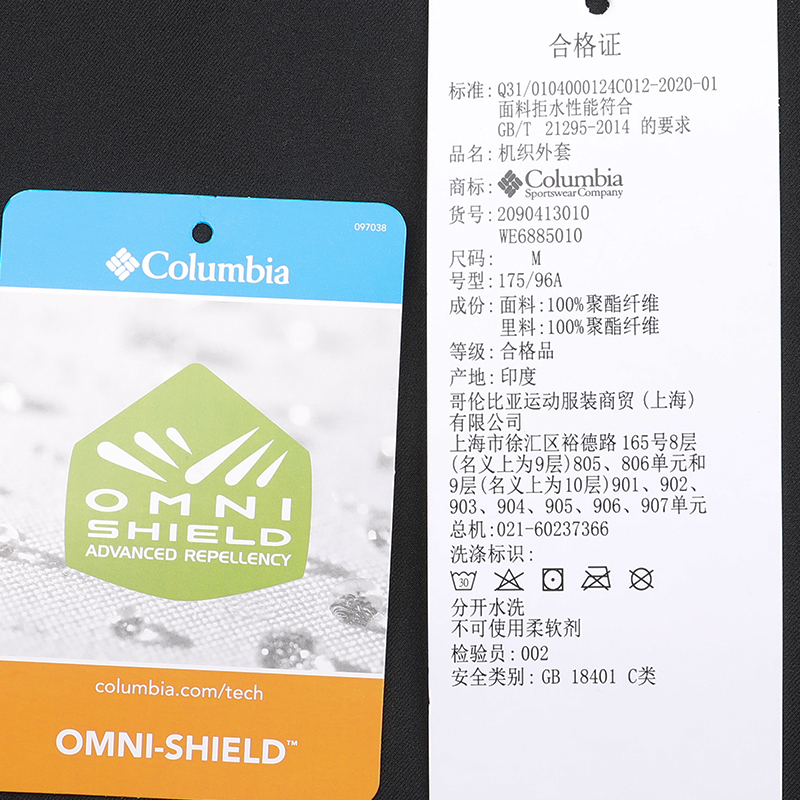 097038
Columbia
OMNI
SHIELD
ADVANCED REPELLENCY
columbia.com/tech
OMNI-SHIELD™
合格证
标准: Q31/0104000124C012-2020-01
面料拒水性能符合
GB/T 21295-2014 的要求
品名: 机织外套
商标: Columbia
Sportswear Company
货号: 2090413010
WE6885010
尺码: M
号型: 175/96A
成份: 面料:100%聚酯纤维
里料:100%聚酯纤维
等级: 合格品
产地: 印度
哥伦比亚运动服装商贸(上海)
有限公司
上海市徐汇区裕德路165号8层
(名义上为9层)805、806单元和
9层(名义上为10层)901、902、
903、904、905、906、907单元
总机:021-60237366
洗涤标识:
30
分开水洗
不可使用柔软剂
检验员:002
安全类别: GB 18401 C类